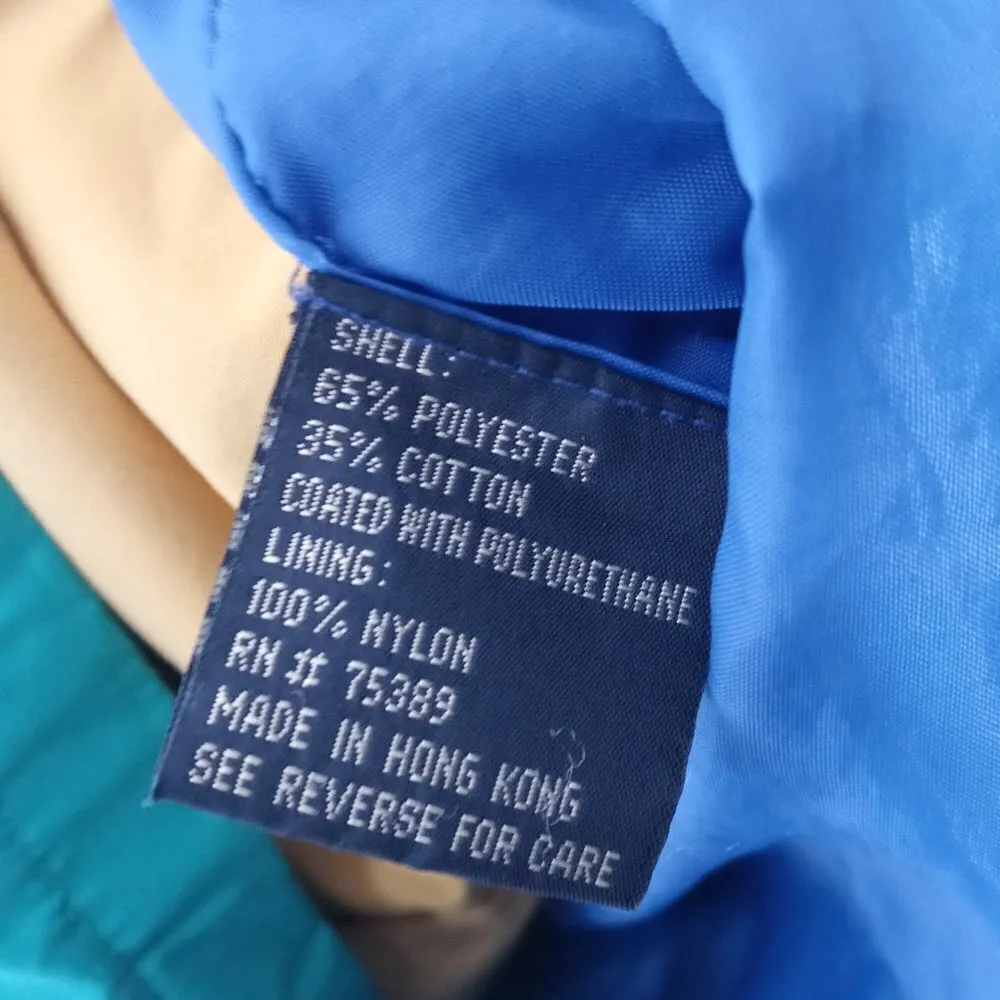 SHELL:
65% POLYESTER
35% COTTON
COATED WITH POLYURETHANE
LINING:
100% NYLON
RN # 75389
MADE IN HONG KONG
SEE REVERSE FOR CARE